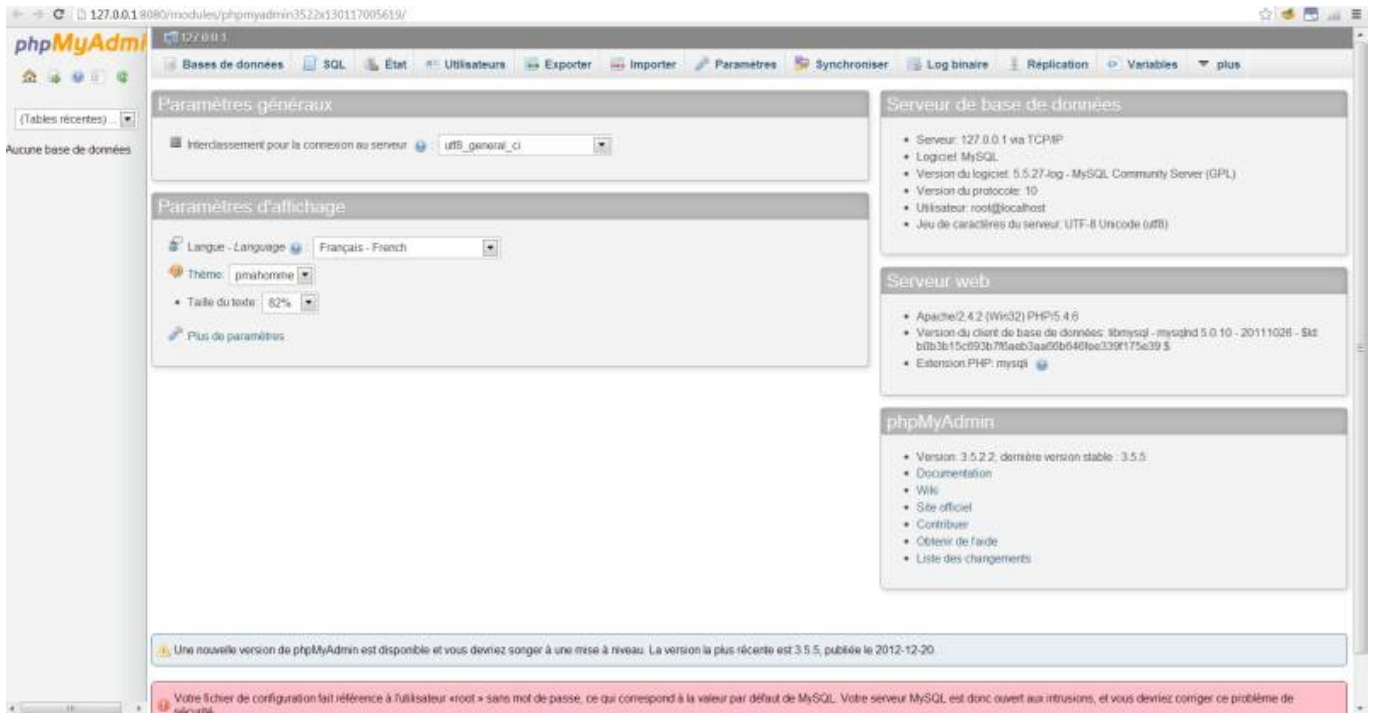 127.0.0.1:8080/modules/phpmyadmin3522x130117005619/
phpMyAdmi
127.0.0.1
Bases de données SQL État Utilisateurs Exporter Importer Paramètres Synchroniser Log binaire Réplication Variables plus
(Tables récentes) ...
Aucune base de données
Paramètres généraux
Interclassement pour la connexion au serveur : utf8_general_ci
Paramètres d'affichage
Langue - Language : Français - French
Thème: pmahomme
Taille du texte: 82%
Plus de paramètres
Serveur de base de données
Serveur: 127.0.0.1 via TCP/IP
Logiciel: MySQL
Version du logiciel: 5.5.27-log - MySQL Community Server (GPL)
Version du protocole: 10
Utilisateur: root@localhost
Jeu de caractères du serveur: UTF-8 Unicode (utf8)
Serveur web
Apache/2.4.2 (Win32) PHP/5.4.6
Version du client de base de données: libmysql - mysqlnd 5.0.10 - 20111026 - $Id:
Extension PHP: mysqli
phpMyAdmin
Version: 3.5.2.2, dernière version stable : 3.5.5
Documentation
Wiki
Site officiel
Contribuer
Obtenir de l'aide
Liste des changements
Une nouvelle version de phpMyAdmin est disponible et vous devriez songer à une mise à niveau. La version la plus récente est 3.5.5, publiée le 2012-12-20.
Votre fichier de configuration fait référence à l'utilisateur «root » sans mot de passe, ce qui correspond à la valeur par défaut de MySQL. Votre serveur MySQL est donc ouvert aux intrusions, et vous devriez corriger ce problème de
sécurité.